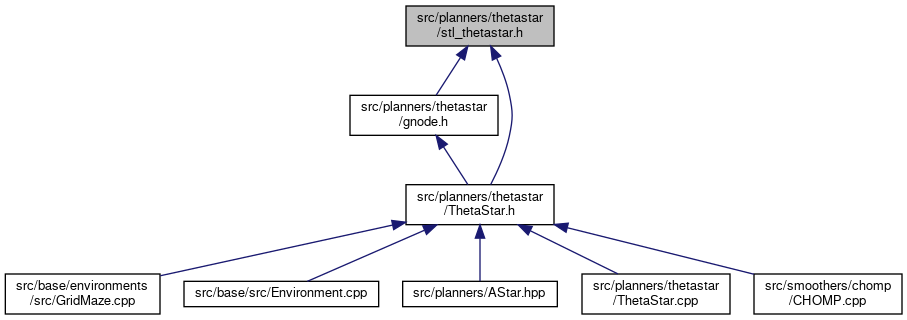 src/planners/thetastar
/stl_thetastar.h
src/planners/thetastar
/gnode.h
src/planners/thetastar
/ThetaStar.h
src/base/environments
/src/GridMaze.cpp
src/base/src/Environment.cpp
src/planners/AStar.hpp
src/planners/thetastar
/ThetaStar.cpp
src/smoothers/chomp
/CHOMP.cpp